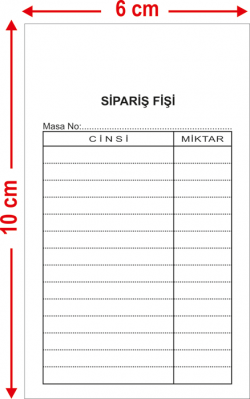 6 cm
10 cm
SİPARİŞ FİŞİ
Masa No:
CİNSİ MİKTAR